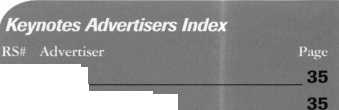 Keynotes Advertisers Index
RS# Advertiser Page
35
35